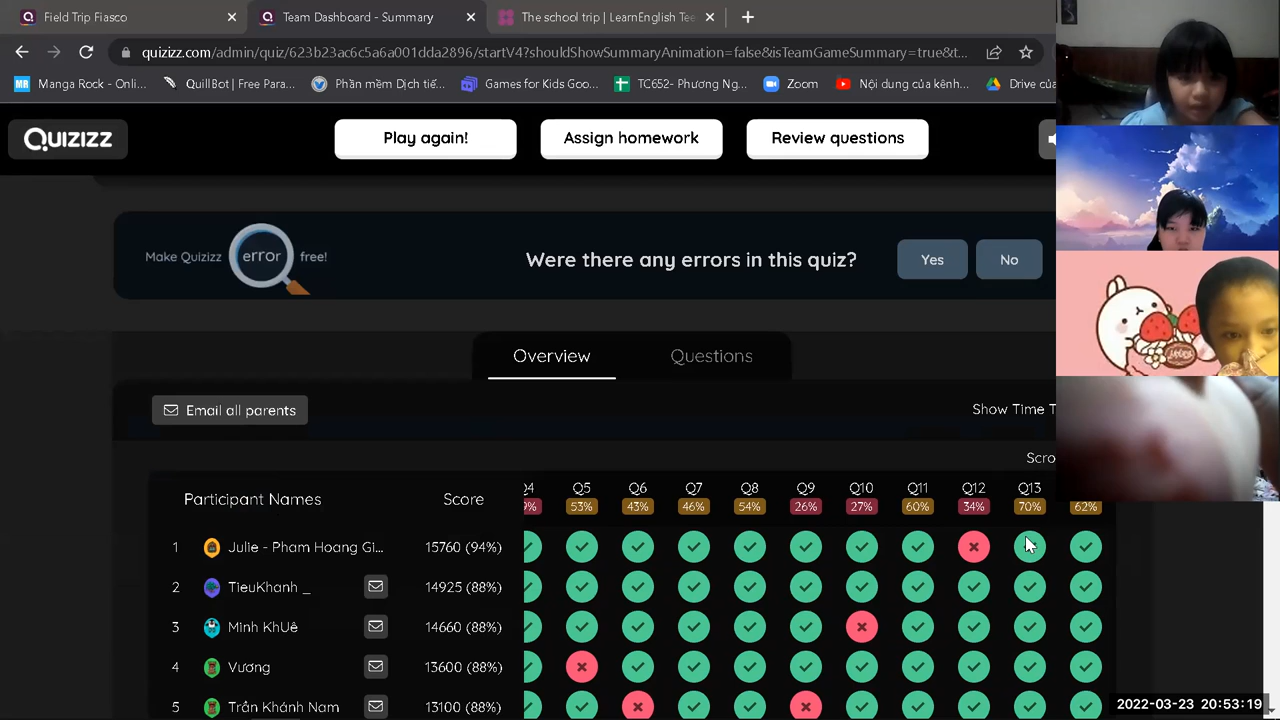 Field Trip Fiasco
Team Dashboard - Summary
The school trip | LearnEnglish Tee
quizizz.com/admin/quiz/623b23ac6c5a6a001dda2896/startV4?shouldShowSummaryAnimation=false&isTeamGameSummary=true&t...
MR Manga Rock - Onli... QuillBot | Free Para... Phần mềm Dịch tiế... Games for Kids Goo... TC652- Phương Ng... Zoom Nội dung của kênh... Drive củ
Quizizz Play again! Assign homework Review questions
Make Quizizz error free! Were there any errors in this quiz? Yes No
Overview Questions
Email all parents Show Time T
Scro
Participant Names Score Q4 Q5 Q6 Q7 Q8 Q9 Q10 Q11 Q12 Q13
53% 43% 46% 54% 26% 27% 60% 34% 70% 62%
1 Julie - Pham Hoang Gi... 15760 (94%)
2 TieuKhanh _ 14925 (88%)
3 Minh KhUê 14660 (88%)
4 Vương 13600 (88%)
5 Trần Khánh Nam 13100 (88%)
2022-03-23 20:53:19